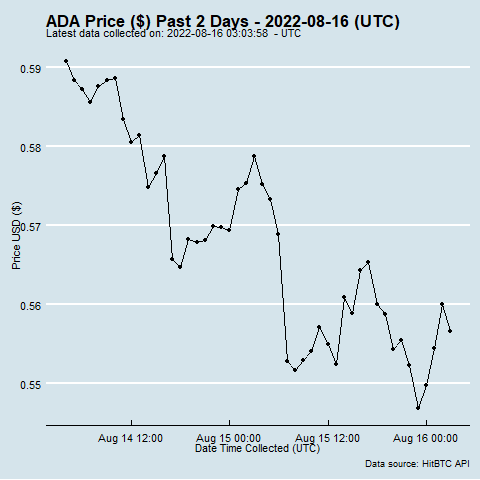 ADA Price ($) Past 2 Days - 2022-08-16 (UTC)
Latest data collected on: 2022-08-16 03:03:58  - UTC
0.59
0.58
0.57
0.56
0.55
Price USD ($)
Aug 14 12:00
Aug 15 00:00
Aug 15 12:00
Aug 16 00:00
Date Time Collected (UTC)
Data source: HitBTC API